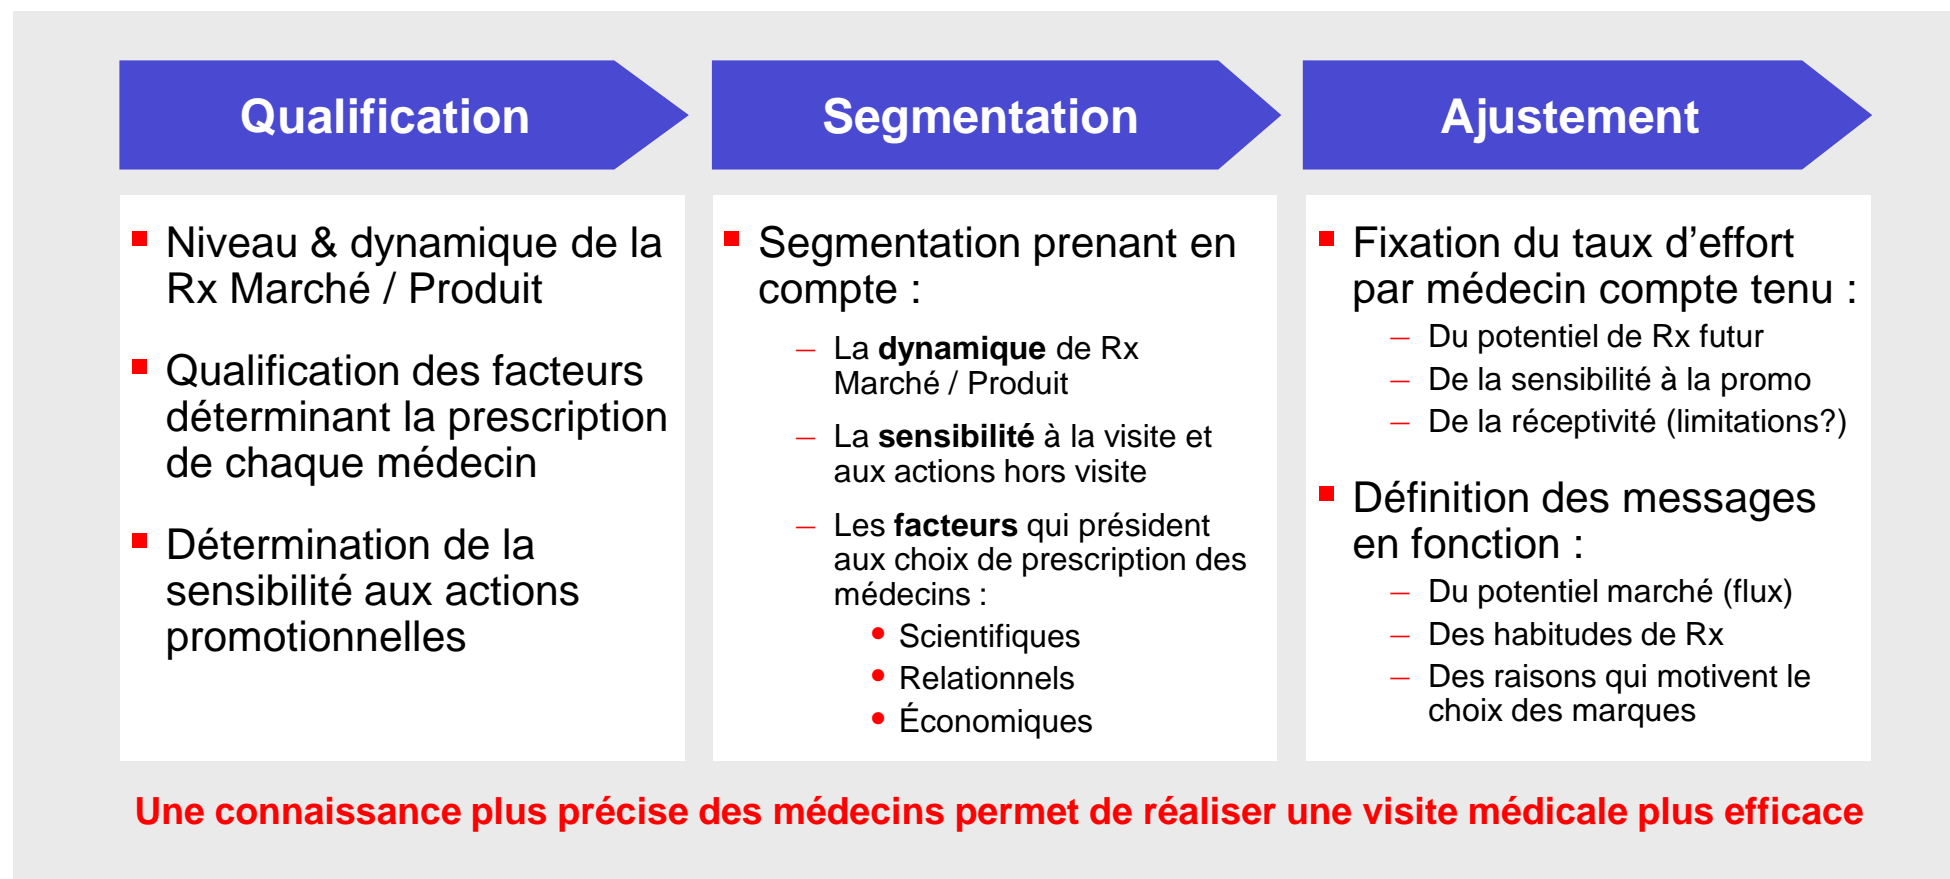 Qualification
Niveau & dynamique de la
Rx Marché / Produit
Qualification des facteurs
déterminant la prescription
de chaque médecin
Détermination de la
sensibilité aux actions
promotionnelles
Segmentation
Segmentation prenant en
compte :
– La dynamique de Rx
Marché / Produit
– La sensibilité à la visite et
aux actions hors visite
– Les facteurs qui président
aux choix de prescription des
médecins :
• Scientifiques
• Relationnels
• Économiques
Ajustement
Fixation du taux d’effort
par médecin compte tenu :
– Du potentiel de Rx futur
– De la sensibilité à la promo
– De la réceptivité (limitations?)
Définition des messages
en fonction :
– Du potentiel marché (flux)
– Des habitudes de Rx
– Des raisons qui motivent le
choix des marques
Une connaissance plus précise des médecins permet de réaliser une visite médicale plus efficace